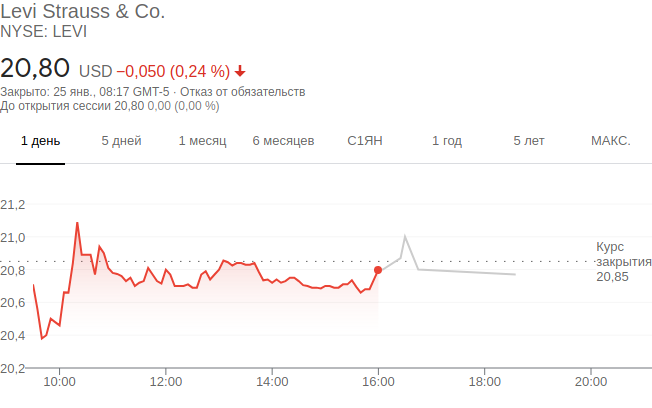 Levi Strauss & Co.
NYSE: LEVI
20,80 USD −0,050 (0,24 %)
Закрыто: 25 янв., 08:17 GMT-5 · Отказ от обязательств
До открытия сессии 20,80 0,00 (0,00 %)
1 день 5 дней 1 месяц 6 месяцев С1ЯН 1 год 5 лет МАКС.
21,2
21,0
20,8
20,6
20,4
20,2
Курс
закрытия
20,85
10:00 12:00 14:00 16:00 18:00 20:00